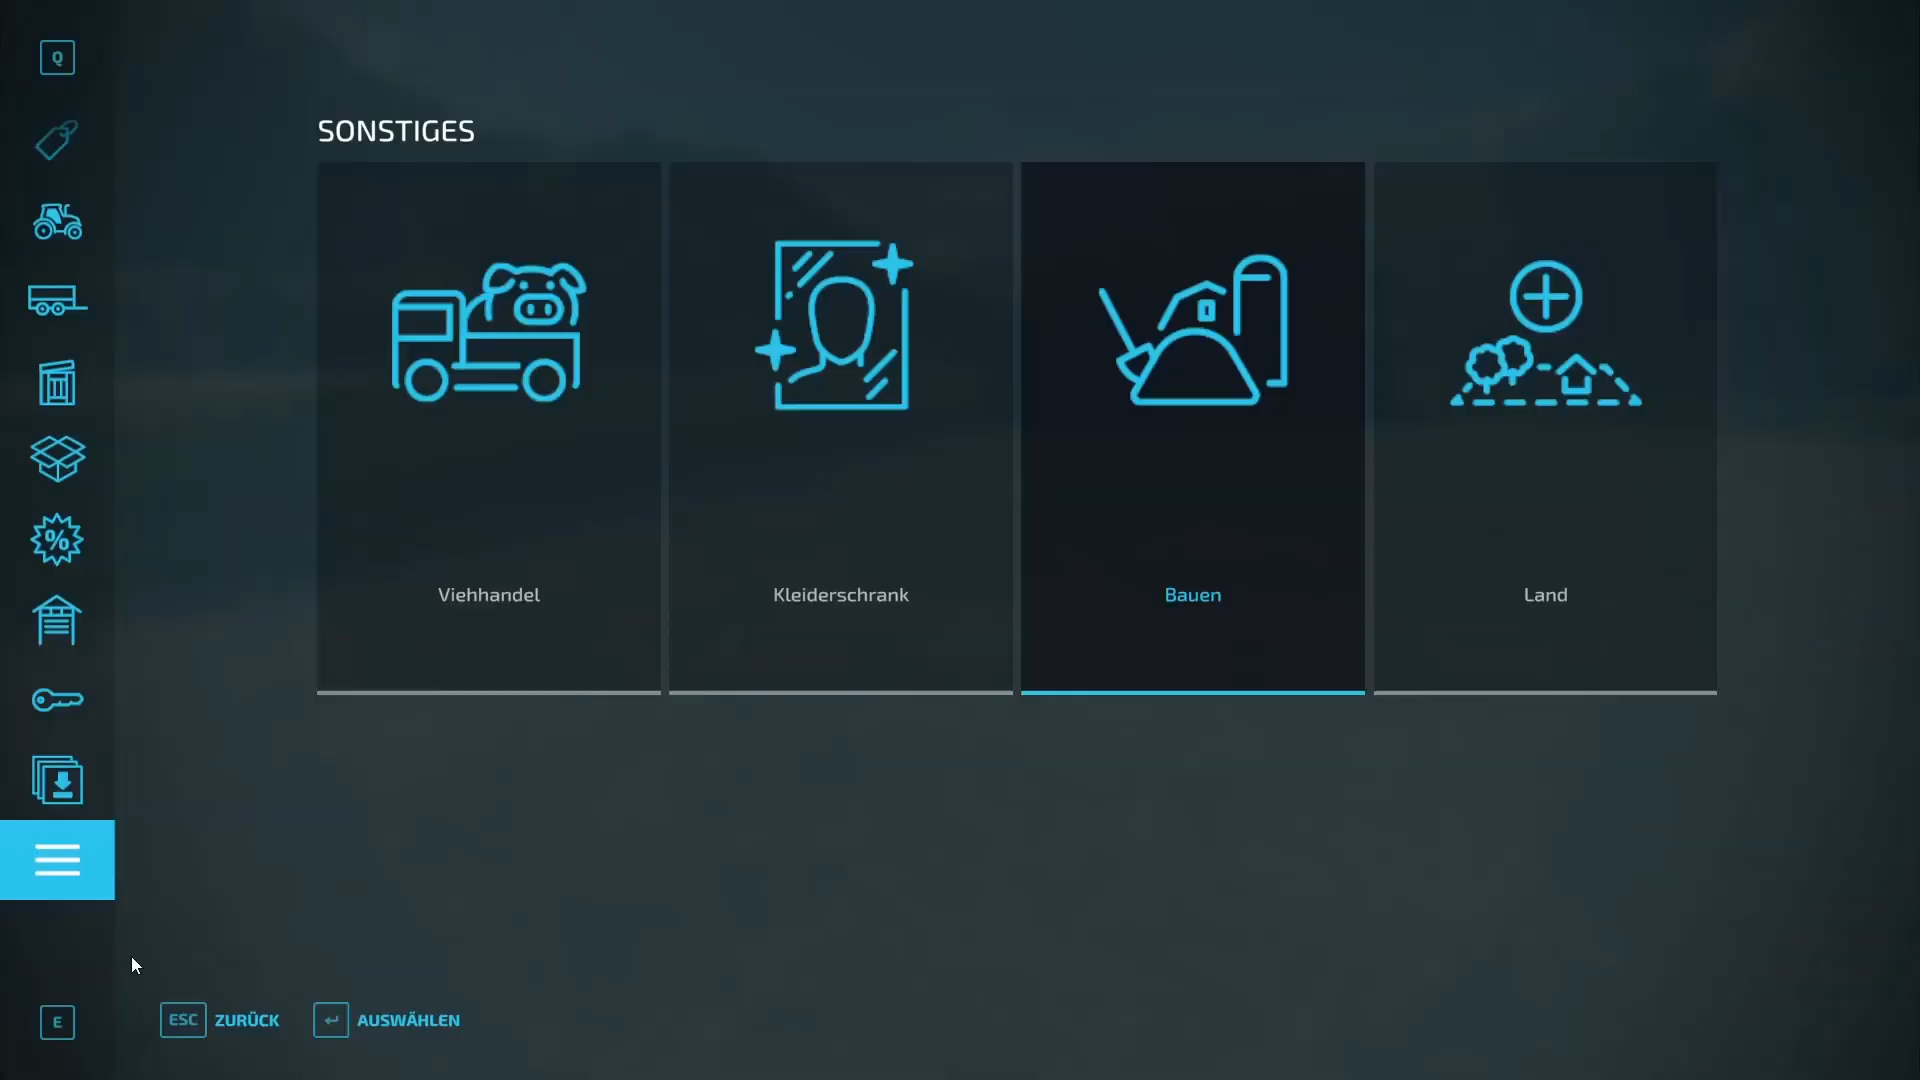 Q
SONSTIGES
Viehhandel
Kleiderschrank
Bauen
Land
%
E
ESC ZURÜCK
↵ AUSWÄHLEN